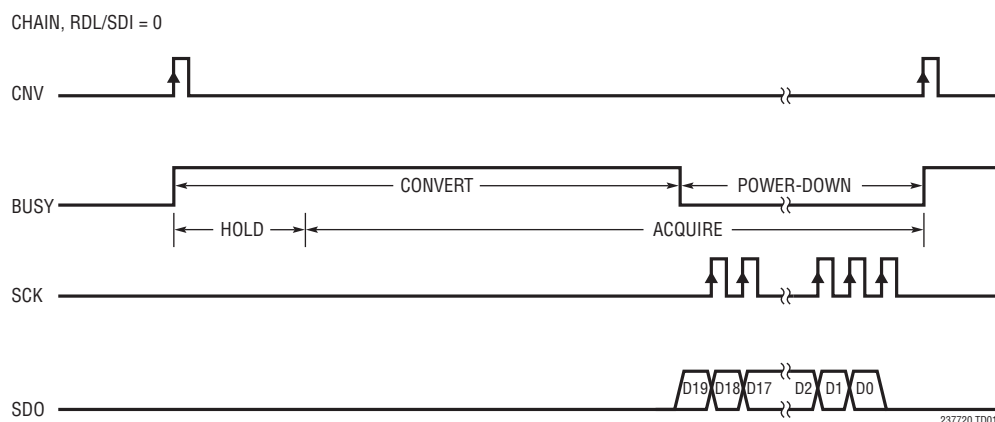 CHAIN, RDL/SDI = 0
CNV
CONVERT
POWER-DOWN
BUSY
HOLD
ACQUIRE
SCK
D19 D18 D17 D2 D1 D0
SDO
237720 TD01